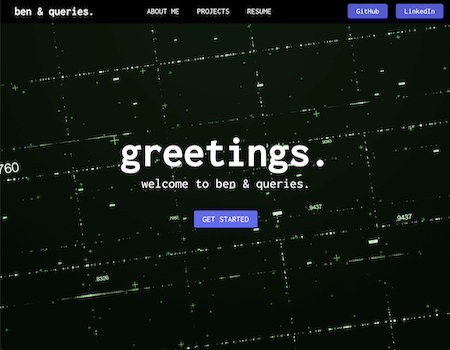 ben & queries.
ABOUT ME PROJECTS RESUME
GitHub LinkedIn
greetings.
760
welcome to ben & queries.
GET STARTED
.9437
.9437
.8326